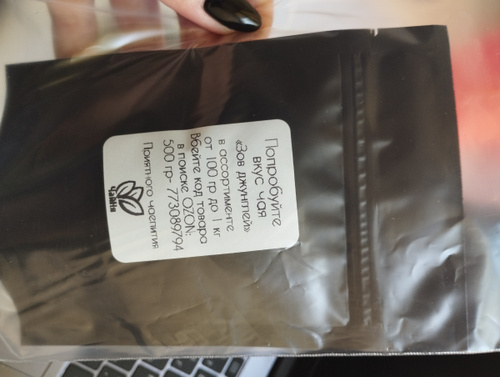 Попробуйте
вкус чая
«Зов джунглей»
в ассортименте
от 100 гр до 1 кг
Вбейте код товара
в поиске OZON:
500 гр- 773089794
Приятного чаепития
чайня